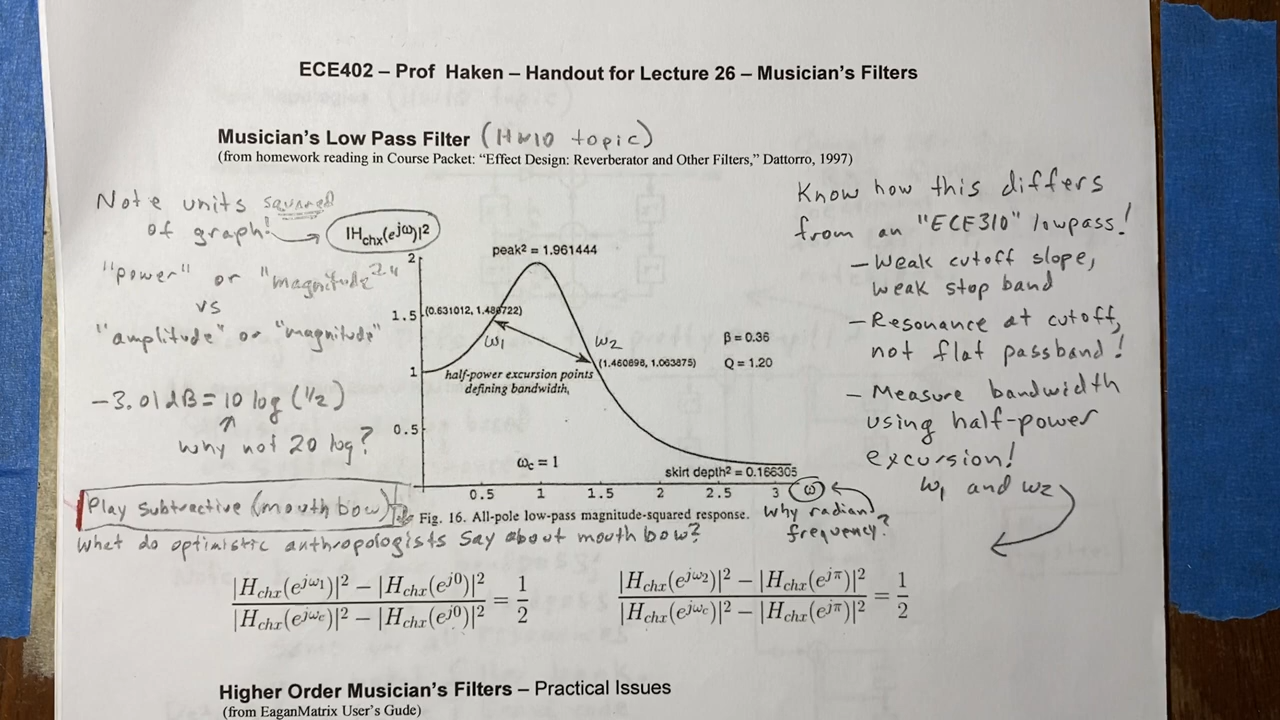 ECE402 – Prof Haken – Handout for Lecture 26 – Musician's Filters
Musician's Low Pass Filter (HW10 topic)
(from homework reading in Course Packet: "Effect Design: Reverberator and Other Filters," Dattorro, 1997)
Note units squared
of graph!
"power" or "magnitude²"
vs
"amplitude" or "magnitude"
-3.01dB = 10 log (1/2)
why not 20 log?
|Hchx(e^jω)|²
peak² = 1.961444
2
1.5
1
0.5
(0.631012, 1.480722)
ω1
ω2
(1.460896, 1.063875)
half-power excursion points
defining bandwidth,
β = 0.36
Q = 1.20
ωc = 1
skirt depth² = 0.166305
0.5 1 1.5 2 2.5 3 ω
Fig. 16. All-pole low-pass magnitude-squared response.
Why radian
frequency?
Know how this differs
from an "ECE310" lowpass!
- Weak cutoff slope,
weak stop band
- Resonance at cutoff,
not flat passband!
- Measure bandwidth
using half-power
excursion!
ω1 and ω2
Play Subtractive (mouth bow)
What do optimistic anthropologists say about mouth bow?
|Hchx(e^jω1)|² − |Hchx(e^j0)|² / |Hchx(e^jωc)|² − |Hchx(e^j0)|² = 1/2
|Hchx(e^jω2)|² − |Hchx(e^jπ)|² / |Hchx(e^jωc)|² − |Hchx(e^jπ)|² = 1/2
Higher Order Musician's Filters – Practical Issues
(from EaganMatrix User's Gude)